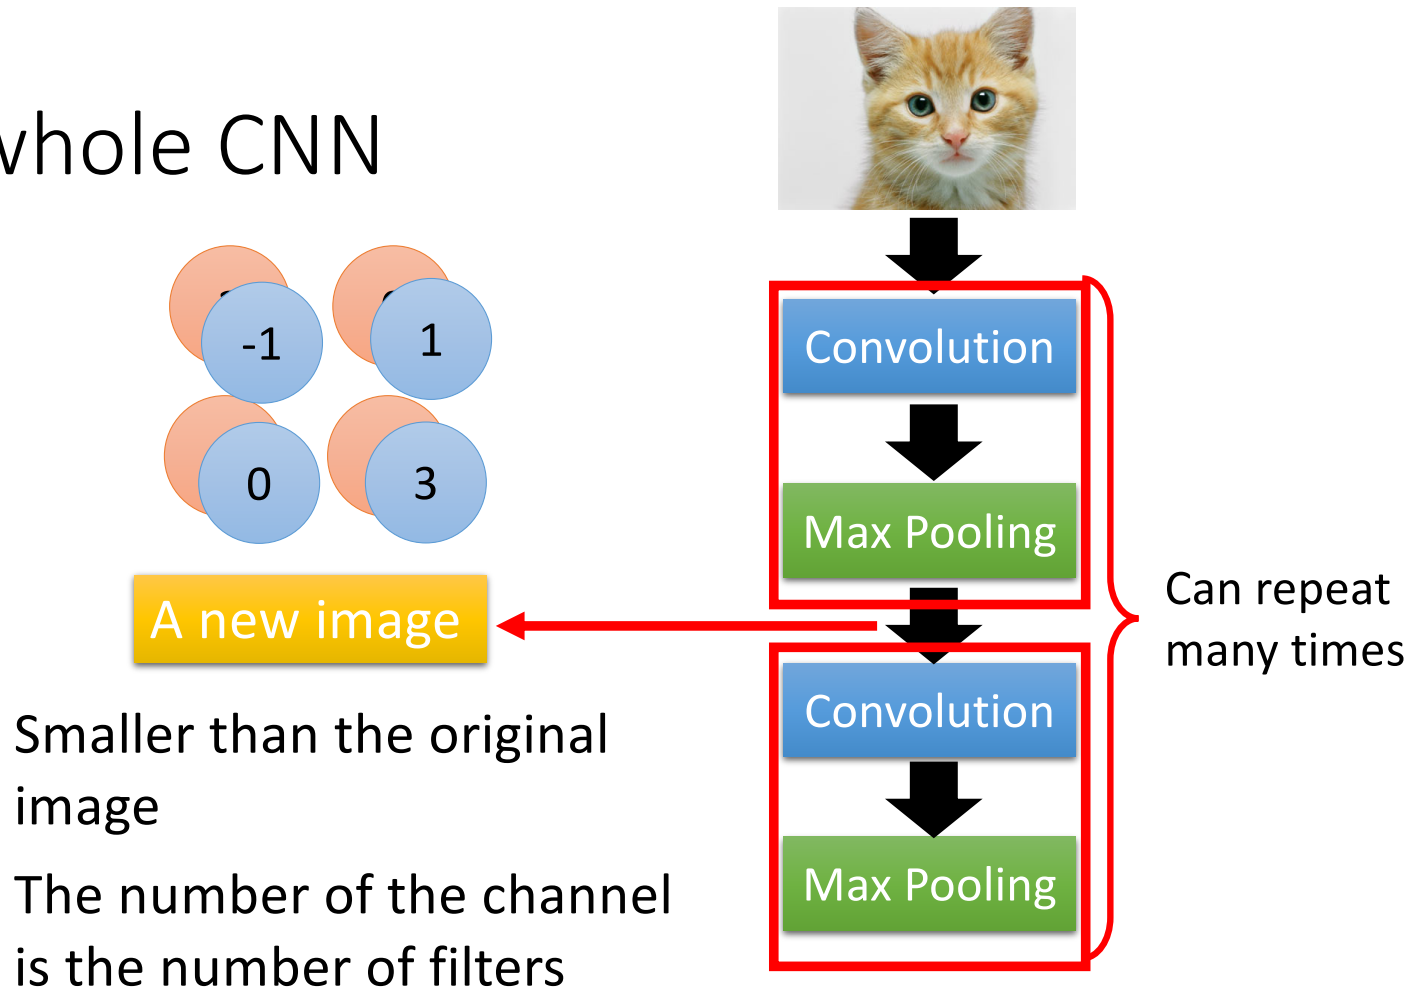 whole CNN
-1
1
0
3
A new image
Smaller than the original
image
The number of the channel
is the number of filters
Convolution
Max Pooling
Convolution
Max Pooling
Can repeat
many times